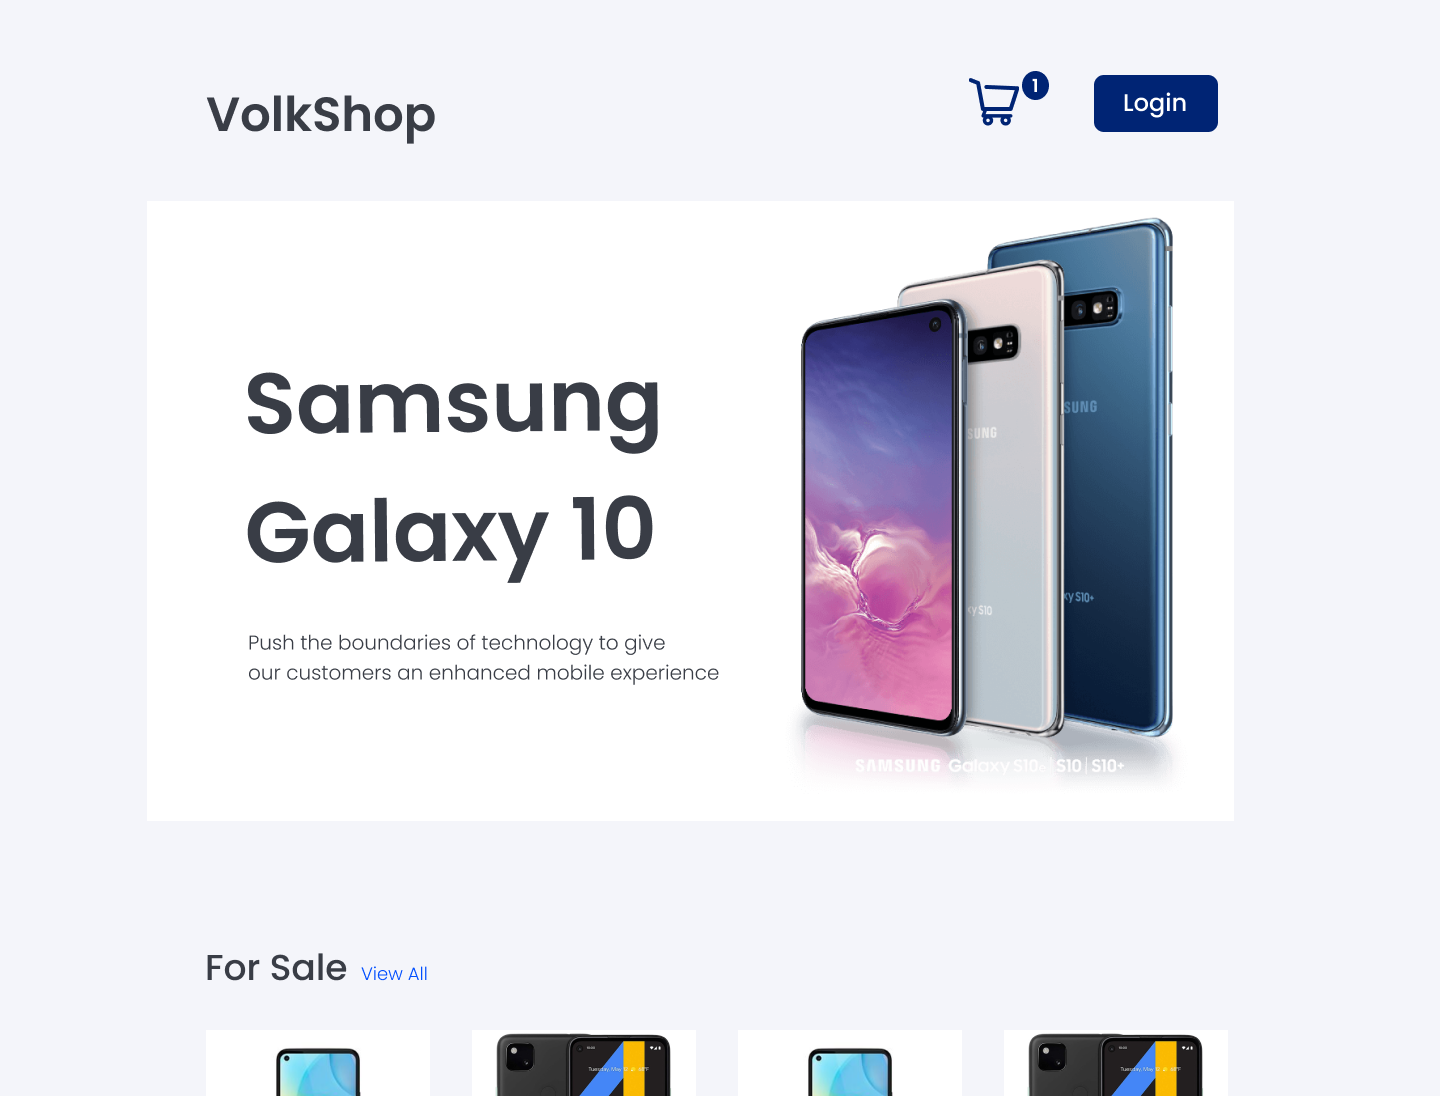 VolkShop
1
Login
Samsung
Galaxy 10
Push the boundaries of technology to give
our customers an enhanced mobile experience
SUNG
SUNG
xy S10+
xy S10
SAMSUNG Galaxy S10e S10 | S10+
For Sale View All